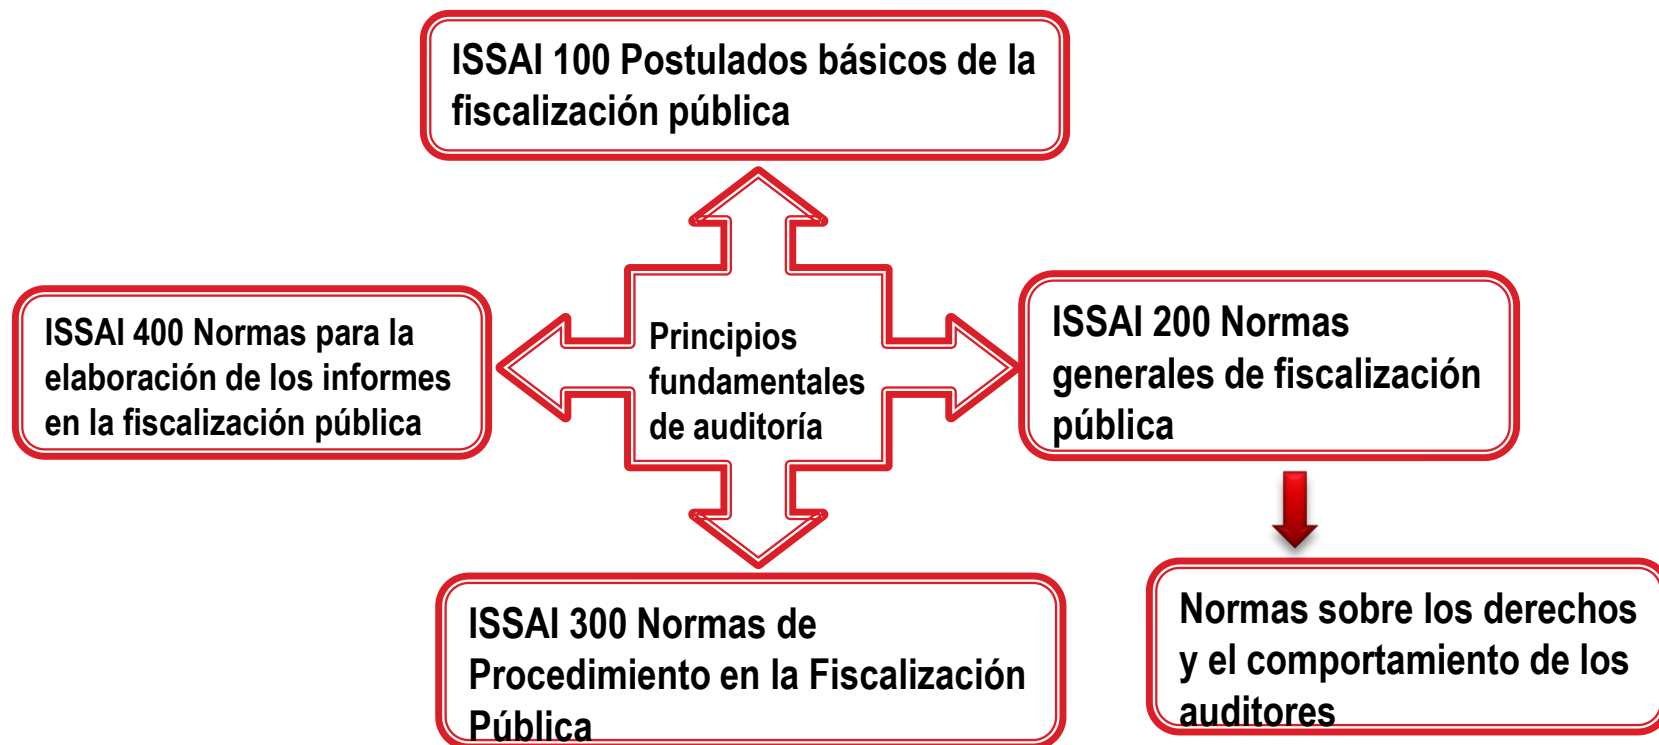 ISSAI 100 Postulados básicos de la
fiscalización pública
ISSAI 400 Normas para la
elaboración de los informes
en la fiscalización pública
Principios
fundamentales
de auditoría
ISSAI 200 Normas
generales de fiscalización
pública
ISSAI 300 Normas de
Procedimiento en la Fiscalización
Pública
Normas sobre los derechos
y el comportamiento de los
auditores